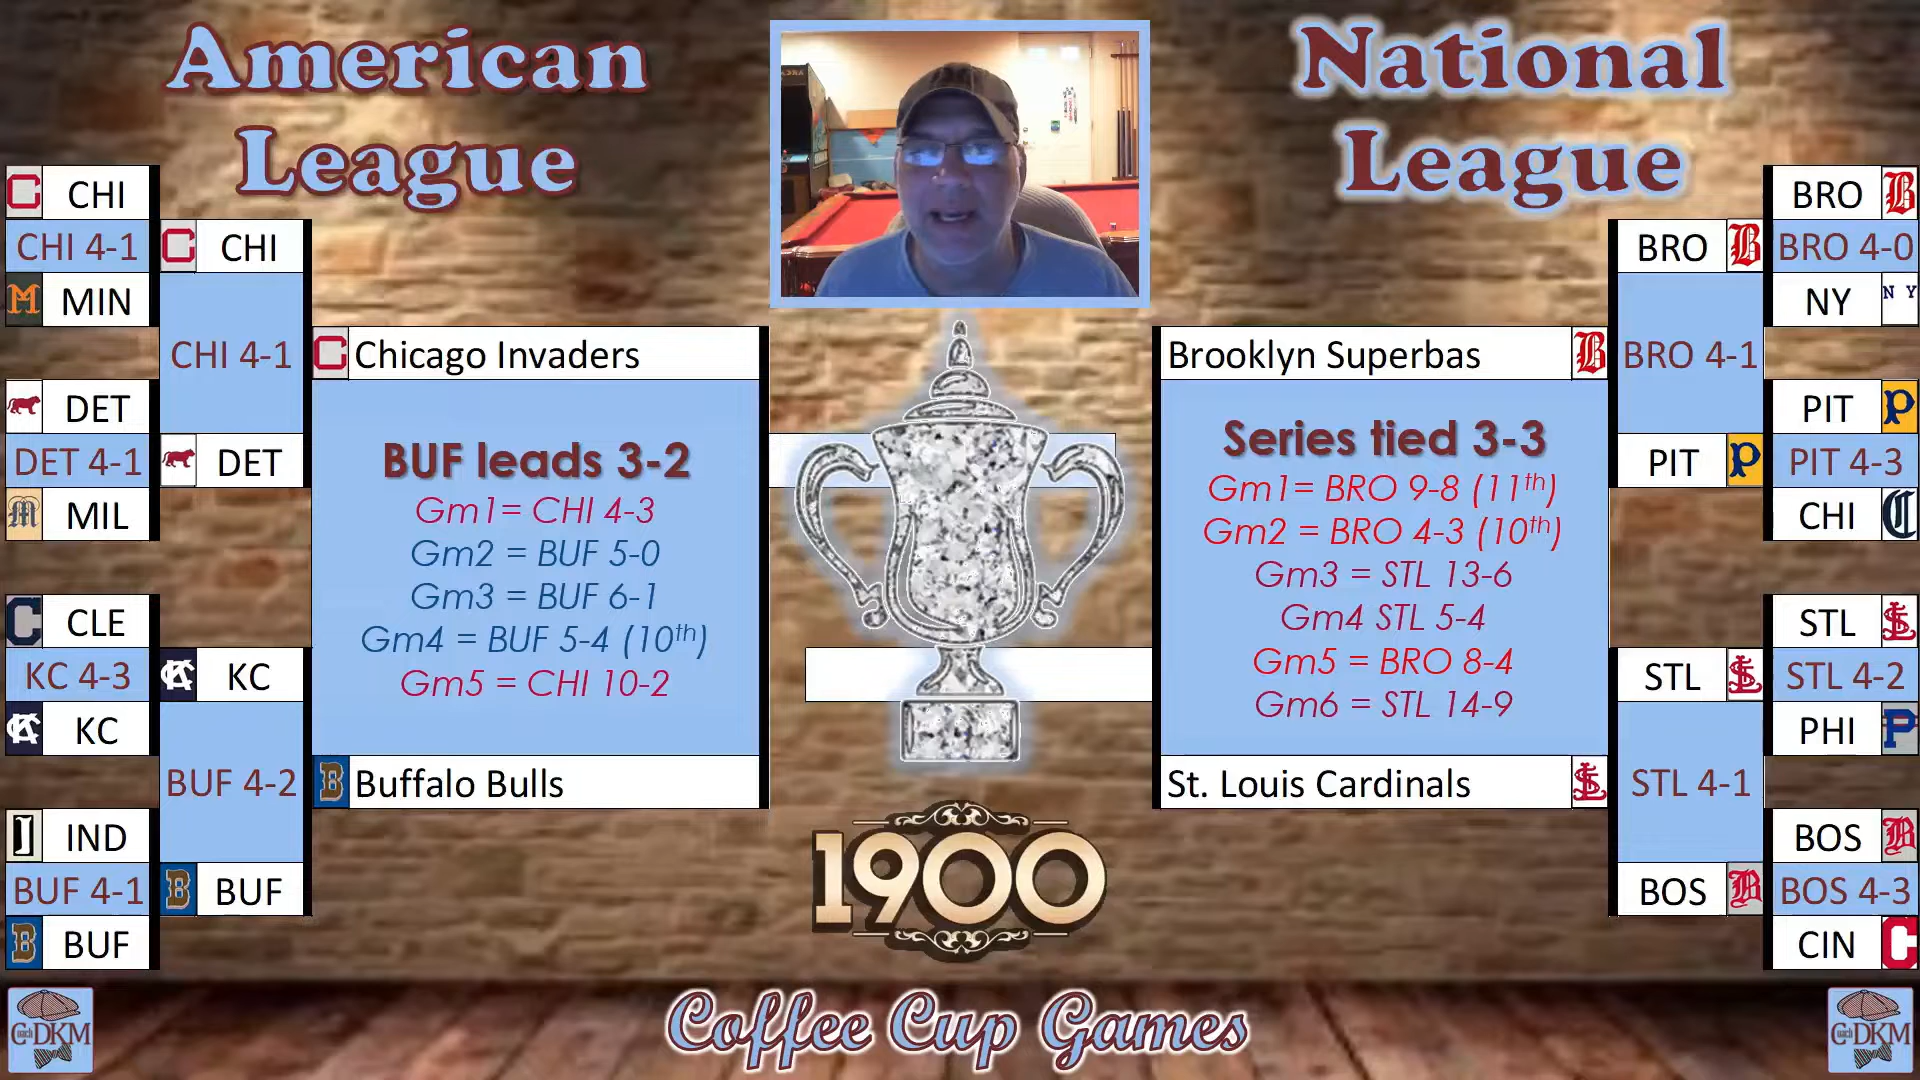 American
League
National
League
CHI
CHI 4-1
MIN
DET
DET 4-1
MIL
CLE
KC 4-3
KC
IND
BUF 4-1
BUF
CHI
CHI 4-1
DET
KC
BUF 4-2
BUF
Chicago Invaders
BUF leads 3-2
Gm1= CHI 4-3
Gm2 = BUF 5-0
Gm3 = BUF 6-1
Gm4 = BUF 5-4 (10th)
Gm5 = CHI 10-2
Buffalo Bulls
Brooklyn Superbas
Series tied 3-3
Gm1= BRO 9-8 (11th)
Gm2 = BRO 4-3 (10th)
Gm3 = STL 13-6
Gm4 STL 5-4
Gm5 = BRO 8-4
Gm6 = STL 14-9
St. Louis Cardinals
BRO
BRO 4-1
PIT
STL
STL 4-1
BOS
BRO
BRO 4-0
NY
PIT
PIT 4-3
CHI
STL
STL 4-2
PHI
BOS
BOS 4-3
CIN
1900
Coffee Cup Games
Coach DKM
Coach DKM